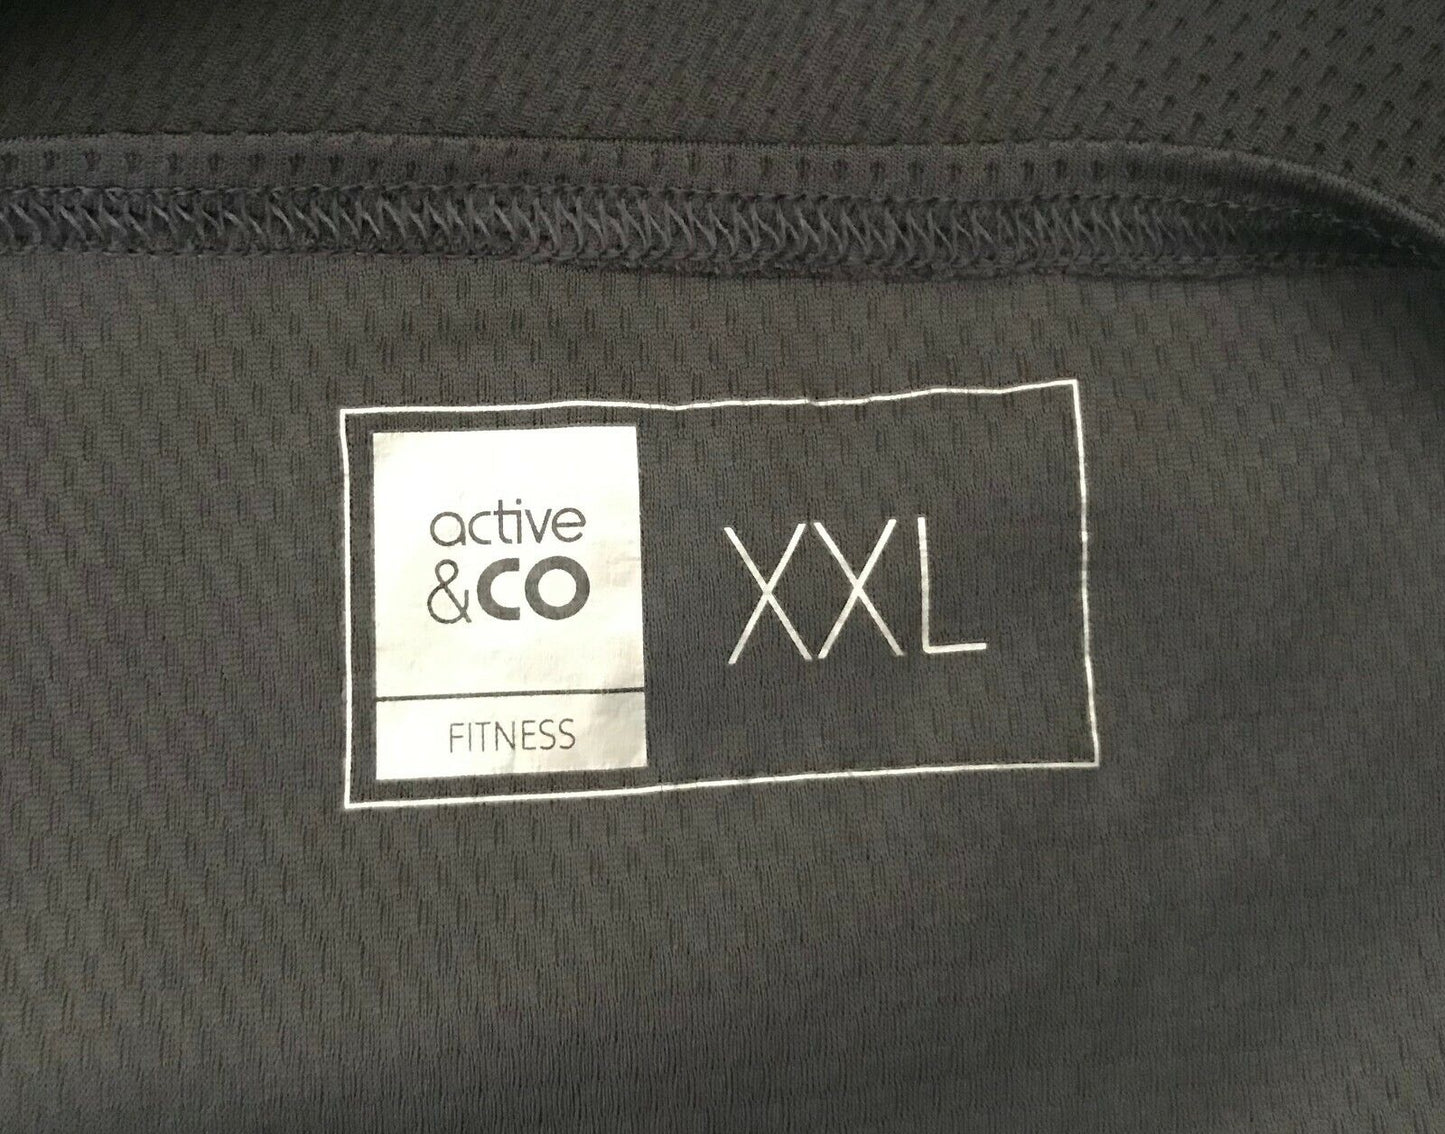 active
&CO
FITNESS
XXL